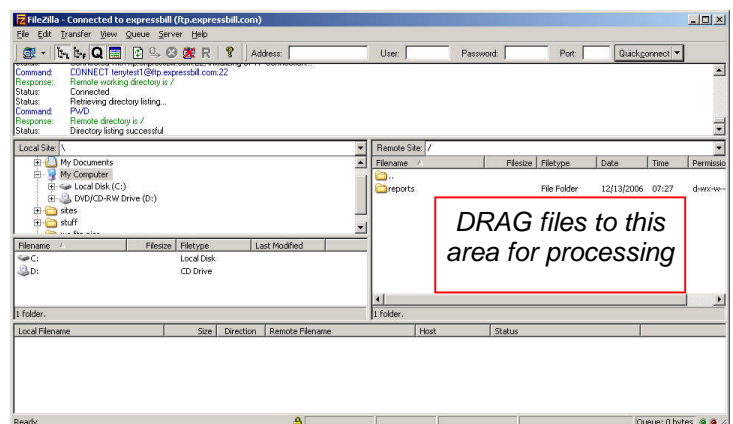 FileZilla - Connected to expressbill (ftp.expressbill.com)
File Edit Transfer View Queue Server Help
Address: User: Password: Port: Quickconnect
Command: CONNECT terrytest1@ftp.expressbill.com:22
Response: Remote working directory is /
Status: Connected
Status: Retrieving directory listing...
Command: PWD
Response: Remote directory is /
Status: Directory listing successful
Local Site: \
My Documents
My Computer
Local Disk (C:)
DVD/CD-RW Drive (D:)
sites
stuff
Filename Filesize Filetype Last Modified
C: Local Disk
D: CD Drive
1 folder.
Remote Site: /
Filename Filesize Filetype Date Time Permissio
..
reports File Folder 12/13/2006 07:27 d-wx-w--
DRAG files to this
area for processing
1 folder.
Local Filename Size Direction Remote Filename Host Status
Ready Queue: 0 bytes